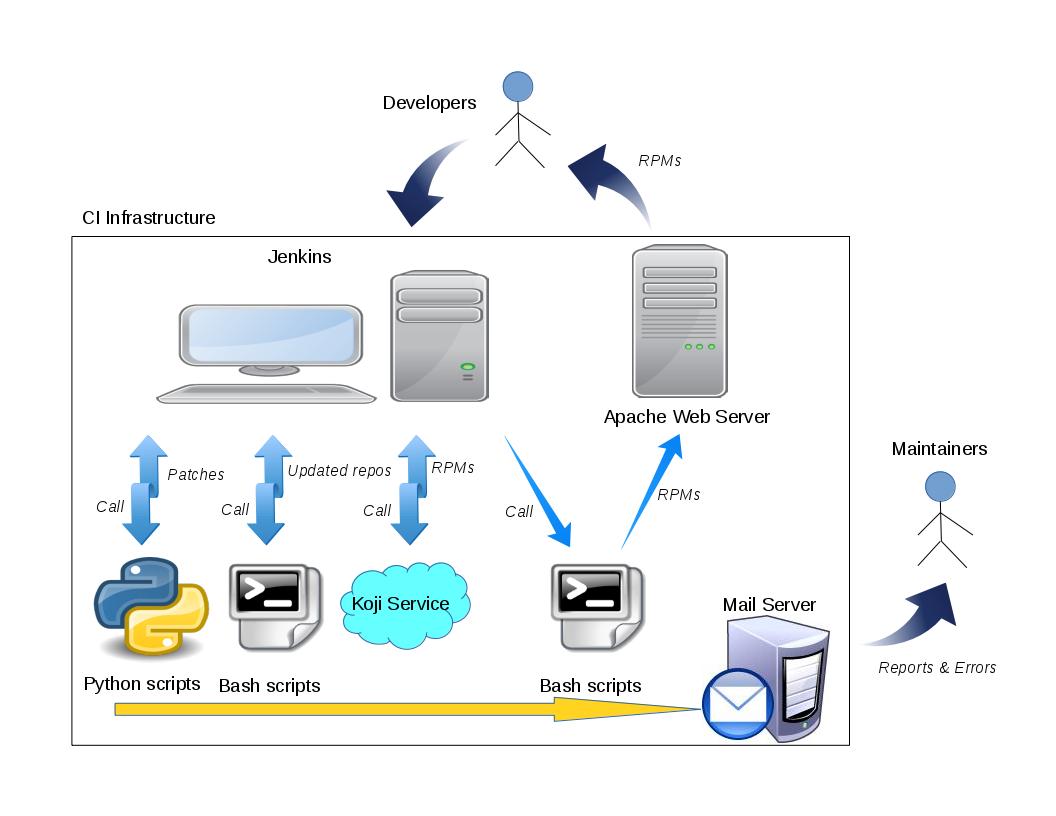 Developers
RPMs
CI Infrastructure
Jenkins
Apache Web Server
Patches
Call
Updated repos
Call
RPMs
Call
Call
RPMs
Maintainers
Koji Service
Mail Server
Reports & Errors
Python scripts
Bash scripts
Bash scripts